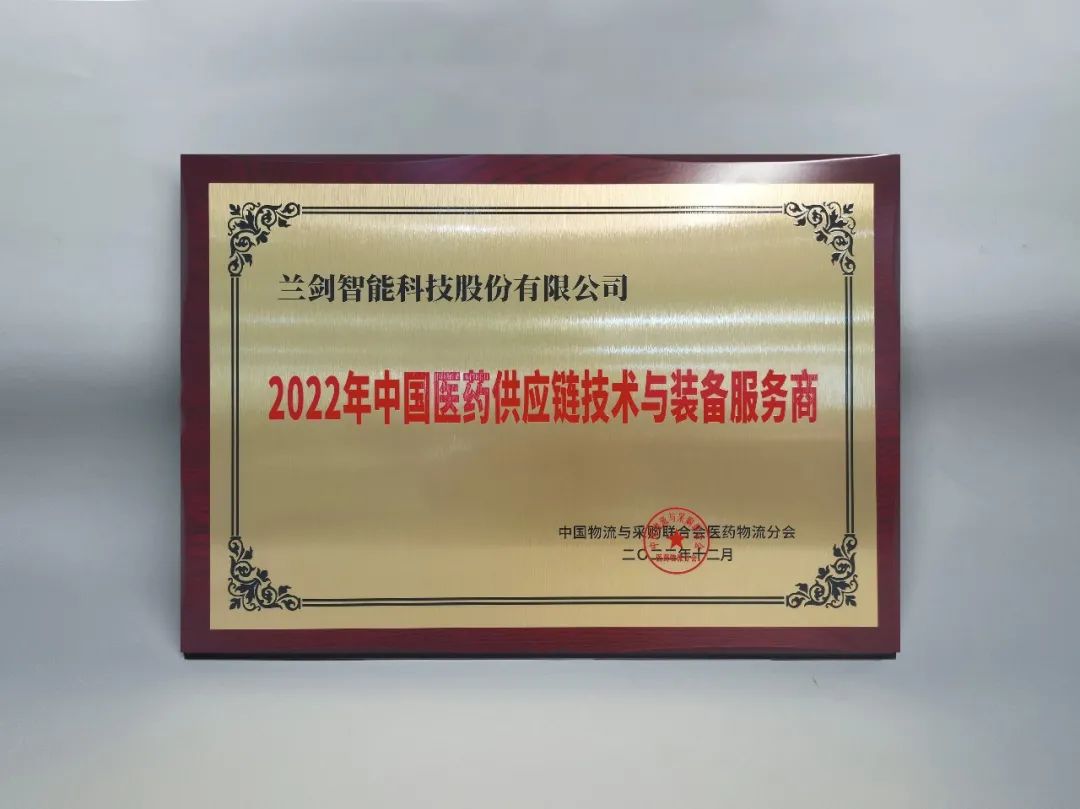 兰剑智能科技股份有限公司
2022年中国医药供应链技术与装备服务商
中国物流与采购联合会医药物流分会
二〇二二年十二月